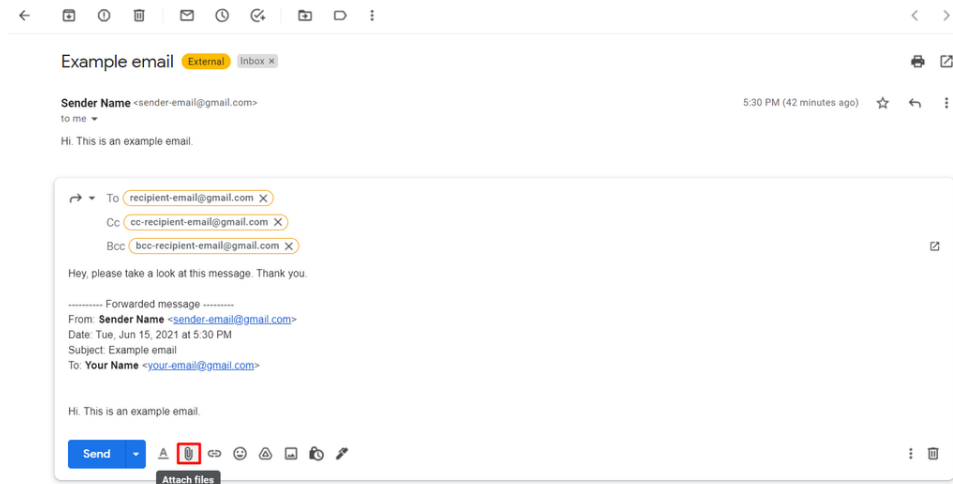 Example email External Inbox ×
Sender Name <sender-email@gmail.com> 5:30 PM (42 minutes ago)
to me
Hi. This is an example email.
To recipient-email@gmail.com
Cc cc-recipient-email@gmail.com
Bcc bcc-recipient-email@gmail.com
Hey, please take a look at this message. Thank you.
---------- Forwarded message ---------
From: Sender Name <sender-email@gmail.com>
Date: Tue, Jun 15, 2021 at 5:30 PM
Subject: Example email
To: Your Name <your-email@gmail.com>
Hi. This is an example email.
Send
Attach files